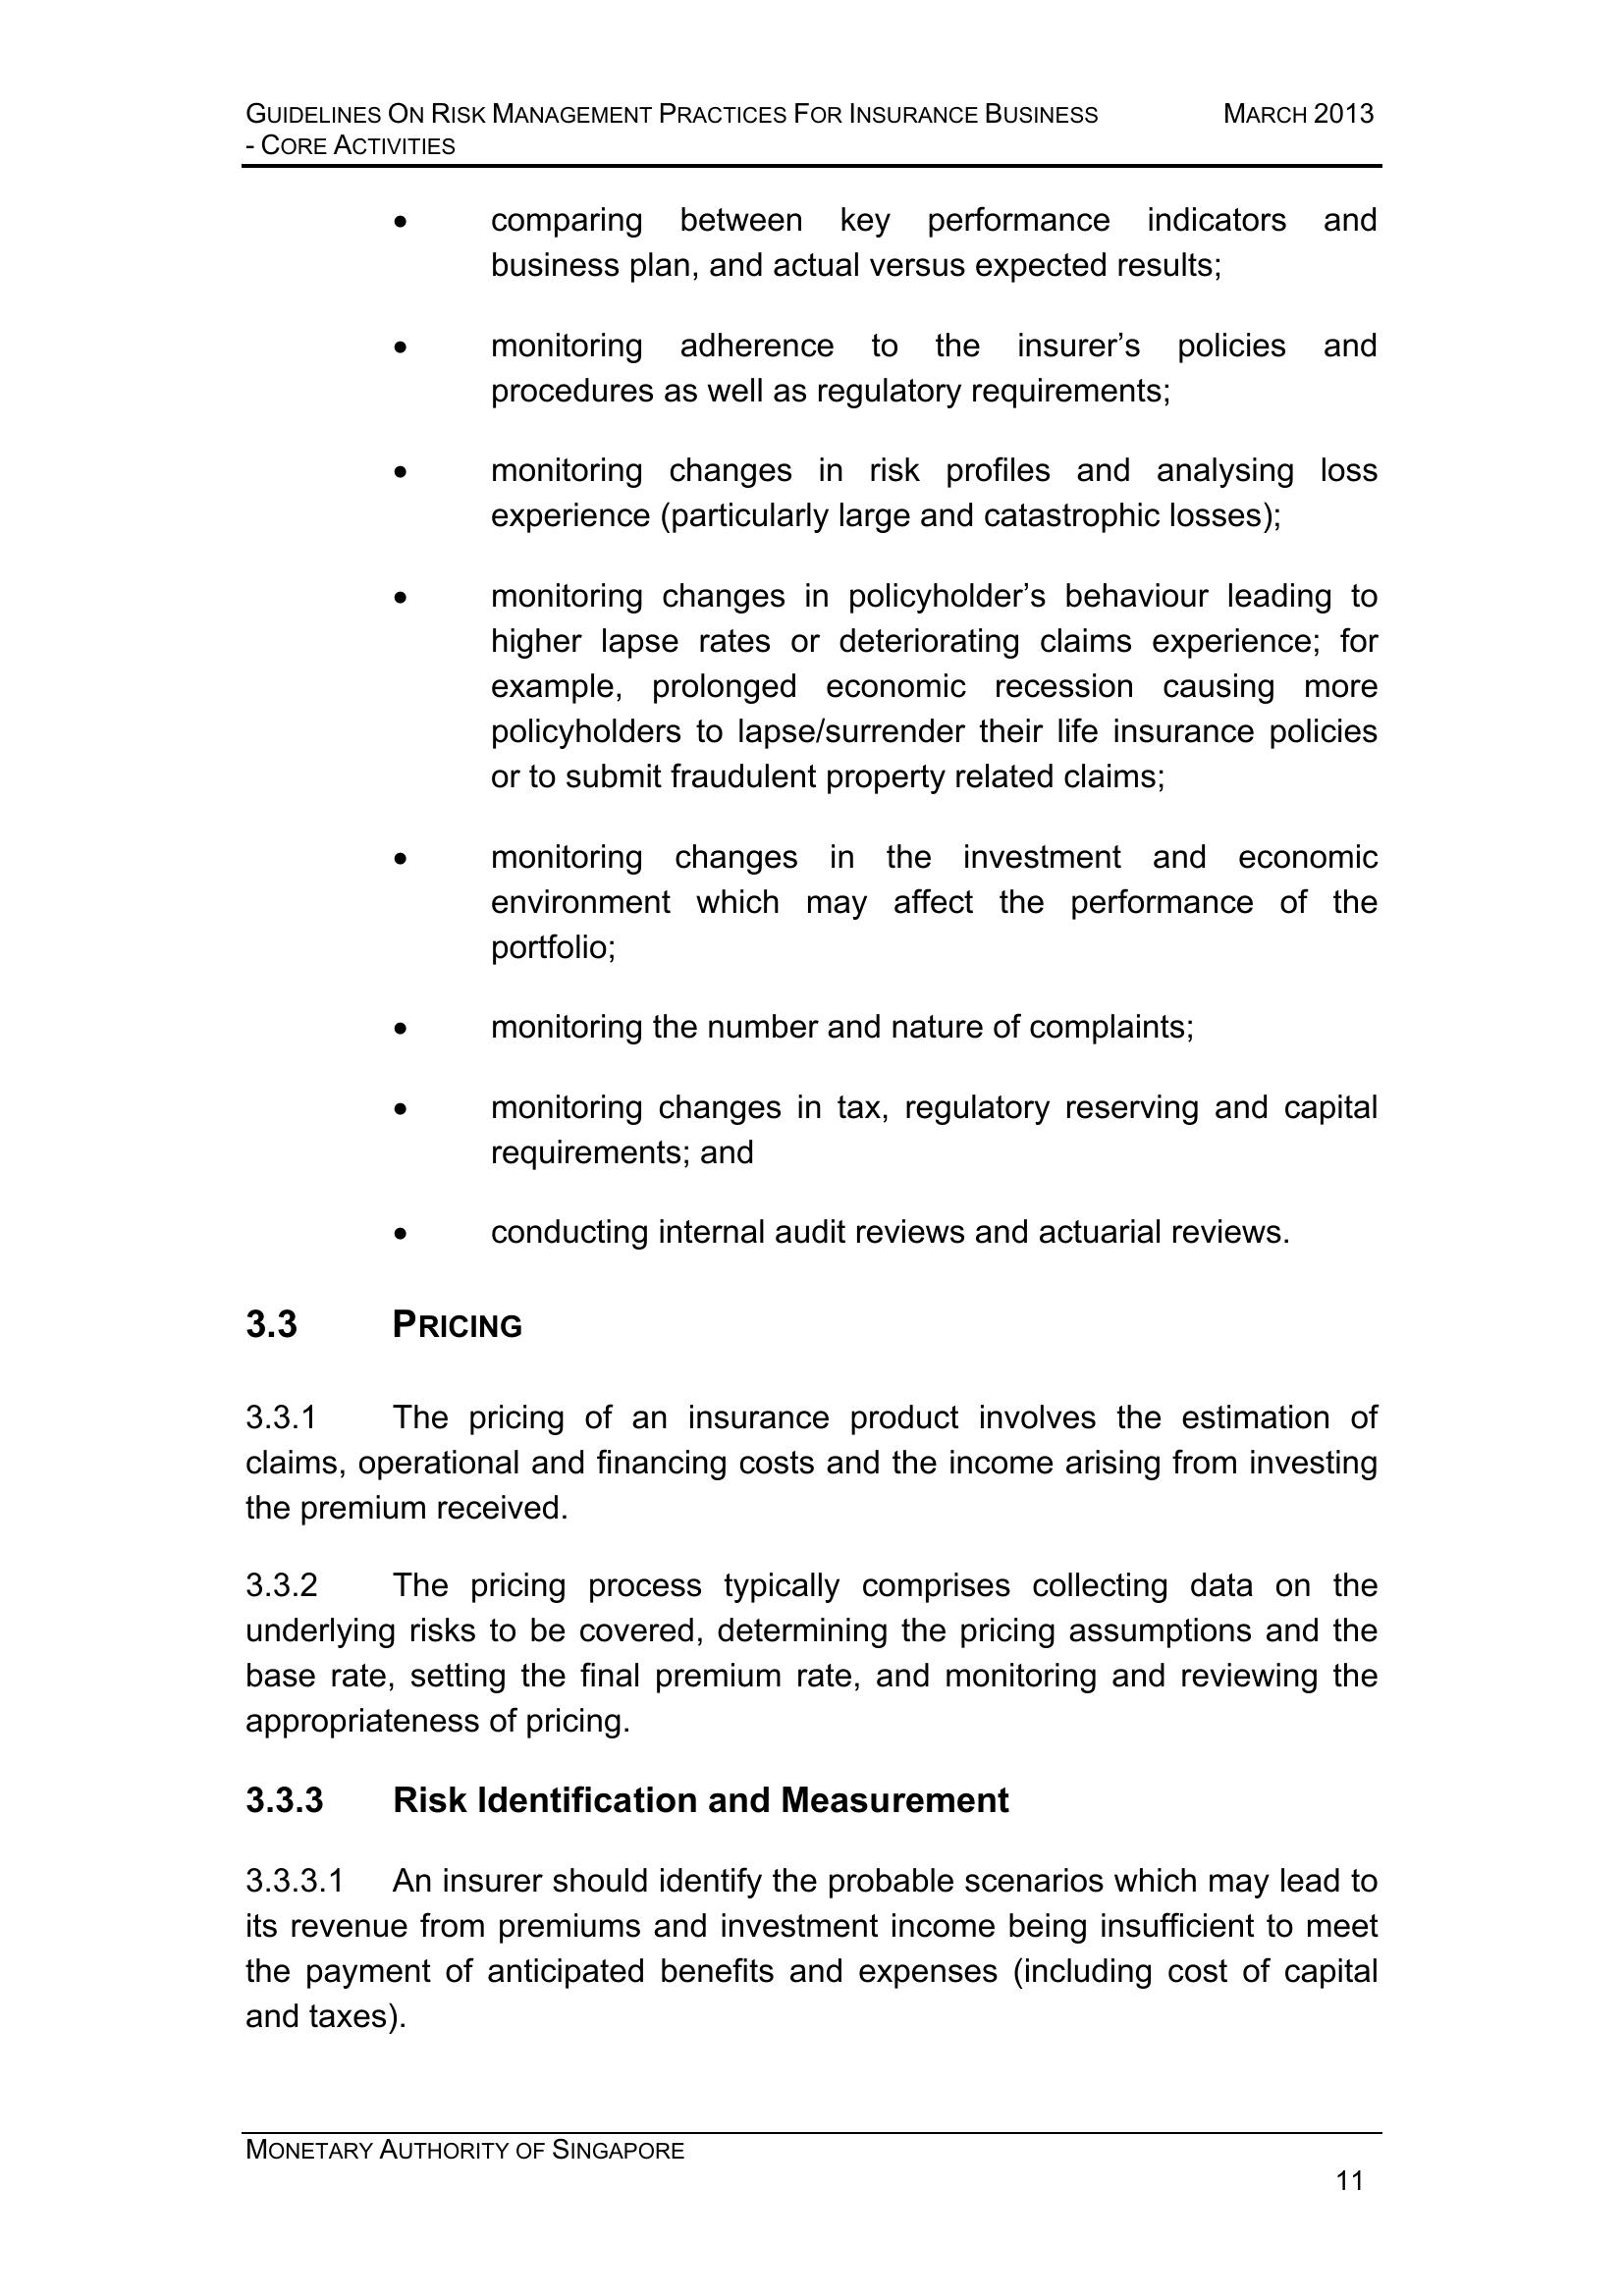 GUIDELINES ON RISK MANAGEMENT PRACTICES FOR INSURANCE BUSINESS MARCH 2013
- CORE ACTIVITIES
• comparing between key performance indicators and
business plan, and actual versus expected results;
• monitoring adherence to the insurer’s policies and
procedures as well as regulatory requirements;
• monitoring changes in risk profiles and analysing loss
experience (particularly large and catastrophic losses);
• monitoring changes in policyholder’s behaviour leading to
higher lapse rates or deteriorating claims experience; for
example, prolonged economic recession causing more
policyholders to lapse/surrender their life insurance policies
or to submit fraudulent property related claims;
• monitoring changes in the investment and economic
environment which may affect the performance of the
portfolio;
• monitoring the number and nature of complaints;
• monitoring changes in tax, regulatory reserving and capital
requirements; and
• conducting internal audit reviews and actuarial reviews.
3.3 PRICING
3.3.1 The pricing of an insurance product involves the estimation of
claims, operational and financing costs and the income arising from investing
the premium received.
3.3.2 The pricing process typically comprises collecting data on the
underlying risks to be covered, determining the pricing assumptions and the
base rate, setting the final premium rate, and monitoring and reviewing the
appropriateness of pricing.
3.3.3 Risk Identification and Measurement
3.3.3.1 An insurer should identify the probable scenarios which may lead to
its revenue from premiums and investment income being insufficient to meet
the payment of anticipated benefits and expenses (including cost of capital
and taxes).
MONETARY AUTHORITY OF SINGAPORE
11